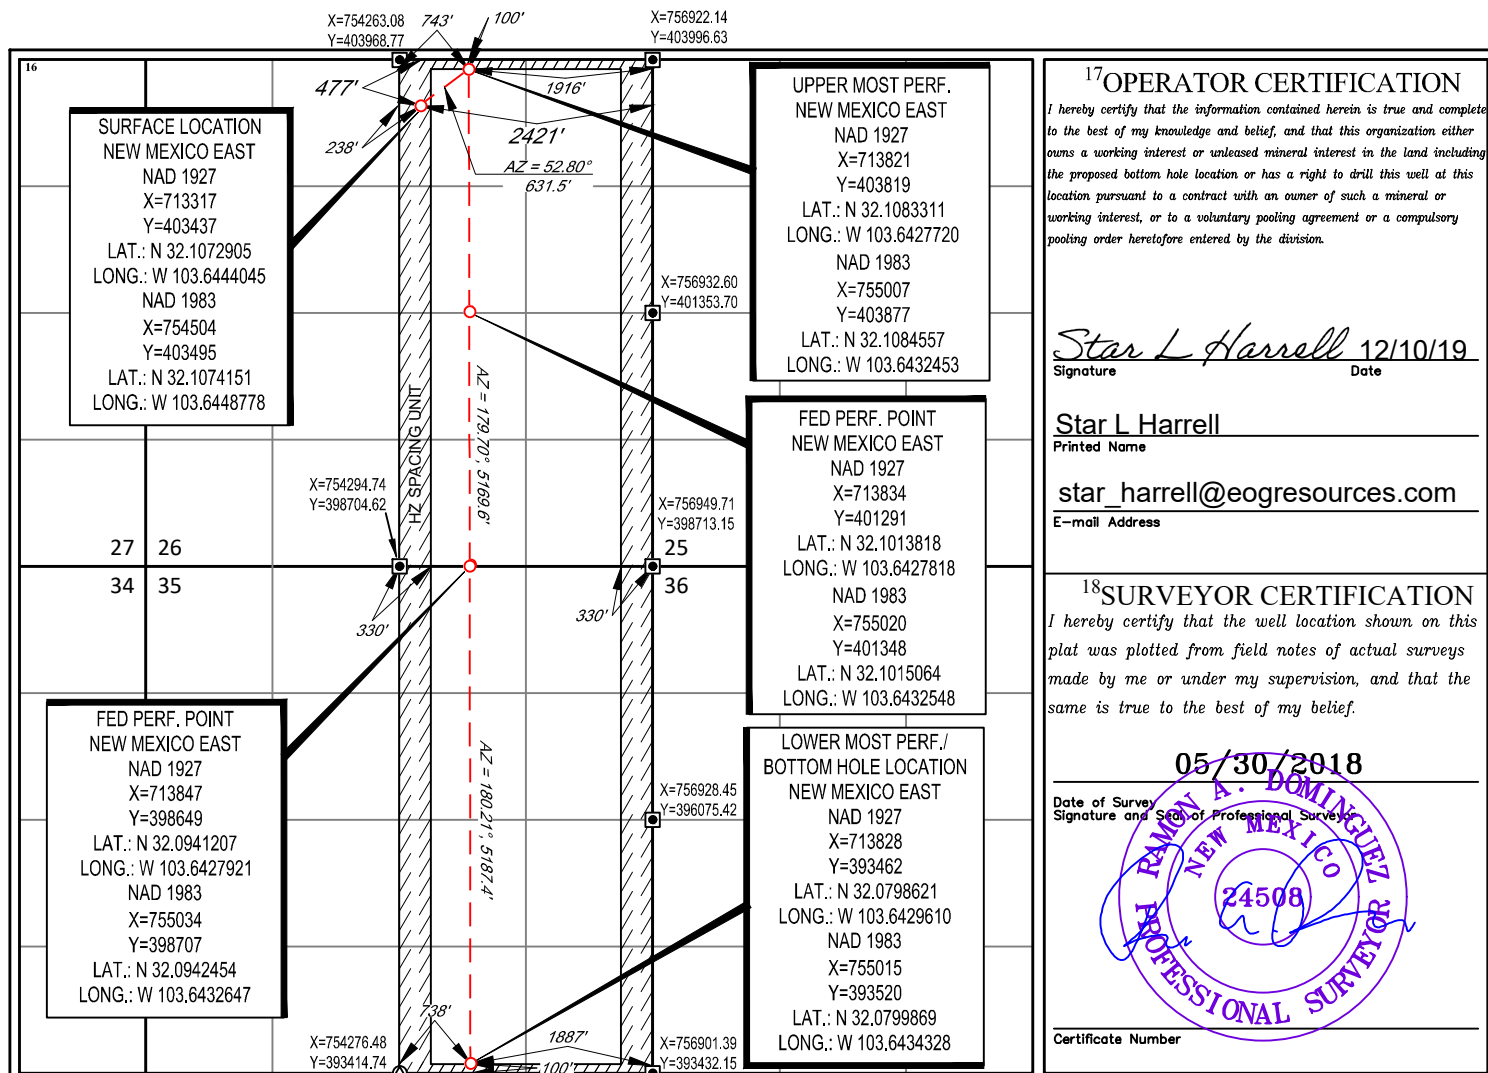 16
X=754263.08
Y=403968.77
743'
100'
X=756922.14
Y=403996.63
477'
1916'
2421'
238'
AZ = 52.80°
631.5'
SURFACE LOCATION
NEW MEXICO EAST
NAD 1927
X=713317
Y=403437
LAT.: N 32.1072905
LONG.: W 103.6444045
NAD 1983
X=754504
Y=403495
LAT.: N 32.1074151
LONG.: W 103.6448778
UPPER MOST PERF.
NEW MEXICO EAST
NAD 1927
X=713821
Y=403819
LAT.: N 32.1083311
LONG.: W 103.6427720
NAD 1983
X=755007
Y=403877
LAT.: N 32.1084557
LONG.: W 103.6432453
X=756932.60
Y=401353.70
HZ SPACING UNIT
AZ = 179.70°, 5169.6'
FED PERF. POINT
NEW MEXICO EAST
NAD 1927
X=713834
Y=401291
LAT.: N 32.1013818
LONG.: W 103.6427818
NAD 1983
X=755020
Y=401348
LAT.: N 32.1015064
LONG.: W 103.6432548
X=754294.74
Y=398704.62
X=756949.71
Y=398713.15
27 26
34 35
25
36
330'
330'
FED PERF. POINT
NEW MEXICO EAST
NAD 1927
X=713847
Y=398649
LAT.: N 32.0941207
LONG.: W 103.6427921
NAD 1983
X=755034
Y=398707
LAT.: N 32.0942454
LONG.: W 103.6432647
AZ = 180.21° 5187.4'
X=756928.45
Y=396075.42
LOWER MOST PERF./
BOTTOM HOLE LOCATION
NEW MEXICO EAST
NAD 1927
X=713828
Y=393462
LAT.: N 32.0798621
LONG.: W 103.6429610
NAD 1983
X=755015
Y=393520
LAT.: N 32.0799869
LONG.: W 103.6434328
738'
1887'
100'
X=754276.48
Y=393414.74
X=756901.39
Y=393432.15
17OPERATOR CERTIFICATION
I hereby certify that the information contained herein is true and complete
to the best of my knowledge and belief, and that this organization either
owns a working interest or unleased mineral interest in the land including
the proposed bottom hole location or has a right to drill this well at this
location pursuant to a contract with an owner of such a mineral or
working interest, or to a voluntary pooling agreement or a compulsory
pooling order heretofore entered by the division.
Star L Harrell 12/10/19
Signature Date
Star L Harrell
Printed Name
star_harrell@eogresources.com
E-mail Address
18SURVEYOR CERTIFICATION
I hereby certify that the well location shown on this
plat was plotted from field notes of actual surveys
made by me or under my supervision, and that the
same is true to the best of my belief.
05/30/2018
Date of Survey
Signature and Seal of Professional Surveyor
RAMON A. DOMINGUEZ
NEW MEXICO
24508
PROFESSIONAL SURVEYOR
Certificate Number